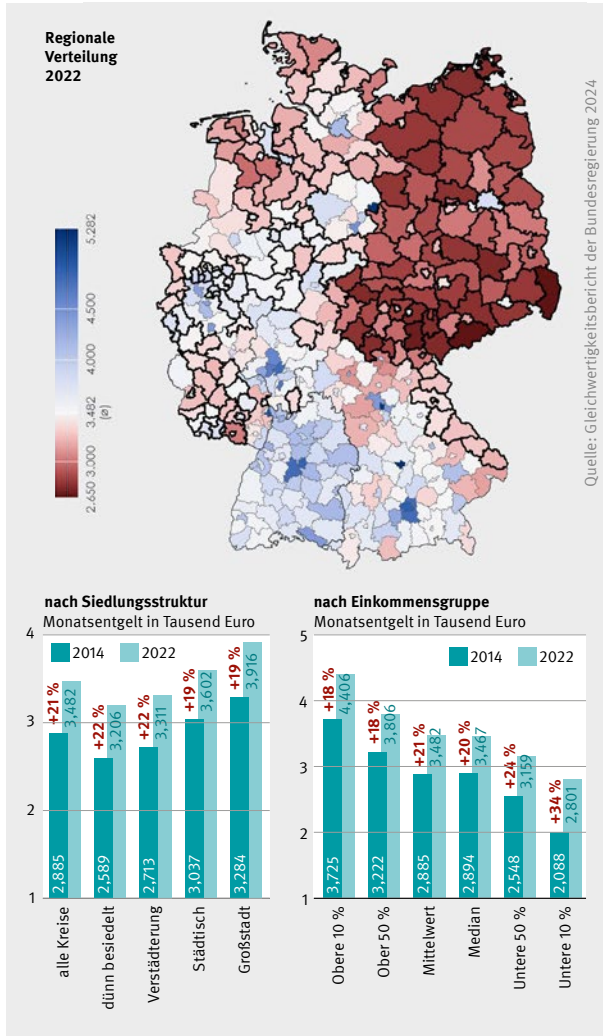 Regionale
Verteilung
2022
5.282
4.500
4.000
3.482
(ø)
3.000
2.650
Quelle: Gleichwertigkeitsbericht der Bundesregierung 2024
nach Siedlungsstruktur
Monatsentgelt in Tausend Euro
4
3
2
1
2014 2022
+21 %
3,482
2,885
+22 %
3,206
2,589
+22 %
3,311
2,713
+19 %
3,602
3,037
+19 %
3,916
3,284
alle Kreise
dünn besiedelt
Verstädterung
Städtisch
Großstadt
nach Einkommensgruppe
Monatsentgelt in Tausend Euro
5
4
3
2
1
2014 2022
+18 %
4,406
3,725
+18 %
3,806
3,222
+21 %
3,482
2,885
+20 %
3,467
2,894
+24 %
3,159
2,548
+34 %
2,801
2,088
Obere 10 %
Ober 50 %
Mittelwert
Median
Untere 50 %
Untere 10 %